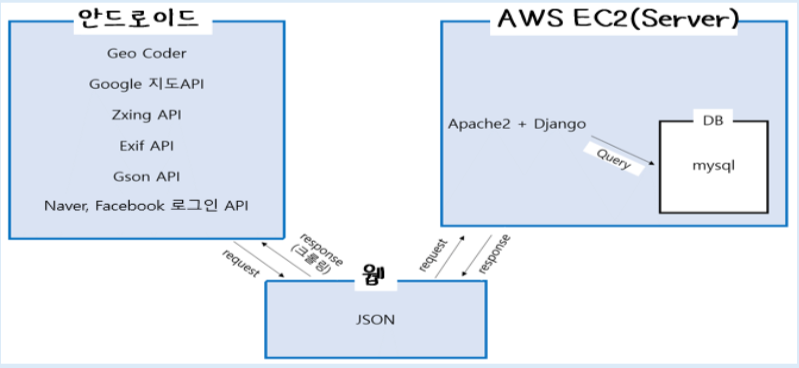 안드로이드
Geo Coder
Google 지도API
Zxing API
Exif API
Gson API
Naver, Facebook 로그인 API
AWS EC2(Server)
Apache2 + Django
Query
DB
mysql
request
response
(크롤링)
request
response
웹
JSON